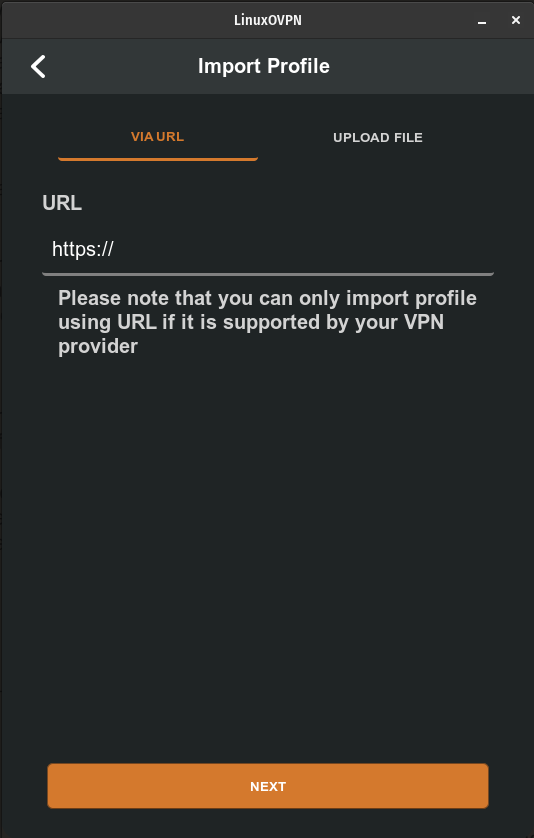 LinuxOVPN
Import Profile
VIA URL
UPLOAD FILE
URL
https://
Please note that you can only import profile
using URL if it is supported by your VPN
provider
NEXT